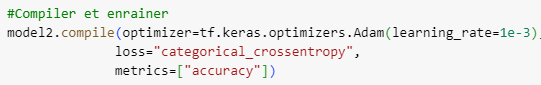 #Compiler et enrainer
model2.compile(optimizer=tf.keras.optimizers.Adam(learning_rate=1e-3),
loss="categorical_crossentropy",
metrics=["accuracy"])